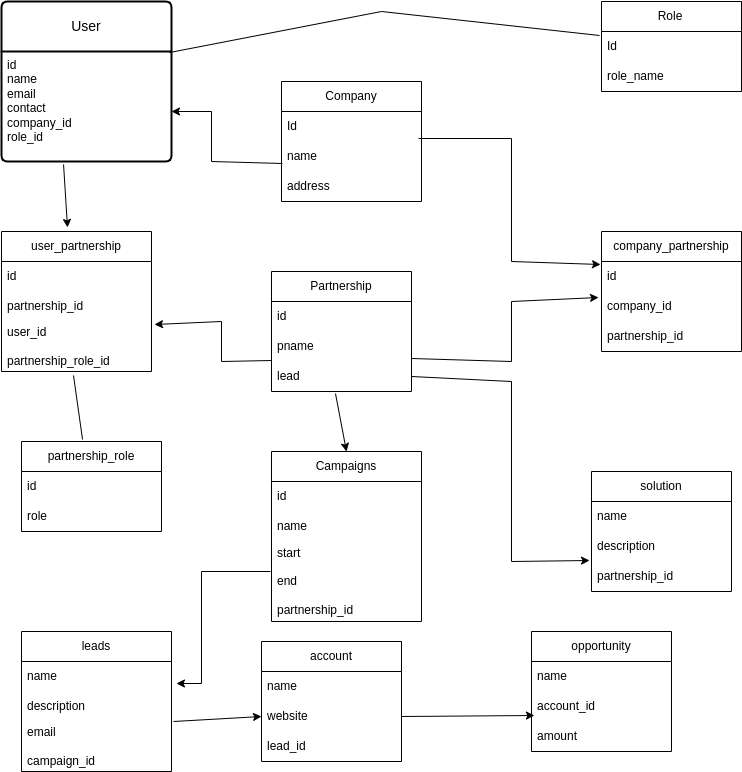 User
id
name
email
contact
company_id
role_id
Role
Id
role_name
Company
Id
name
address
user_partnership
id
partnership_id
user_id
partnership_role_id
Partnership
id
pname
lead
company_partnership
id
company_id
partnership_id
partnership_role
id
role
Campaigns
id
name
start
end
partnership_id
solution
name
description
partnership_id
leads
name
description
email
campaign_id
account
name
website
lead_id
opportunity
name
account_id
amount